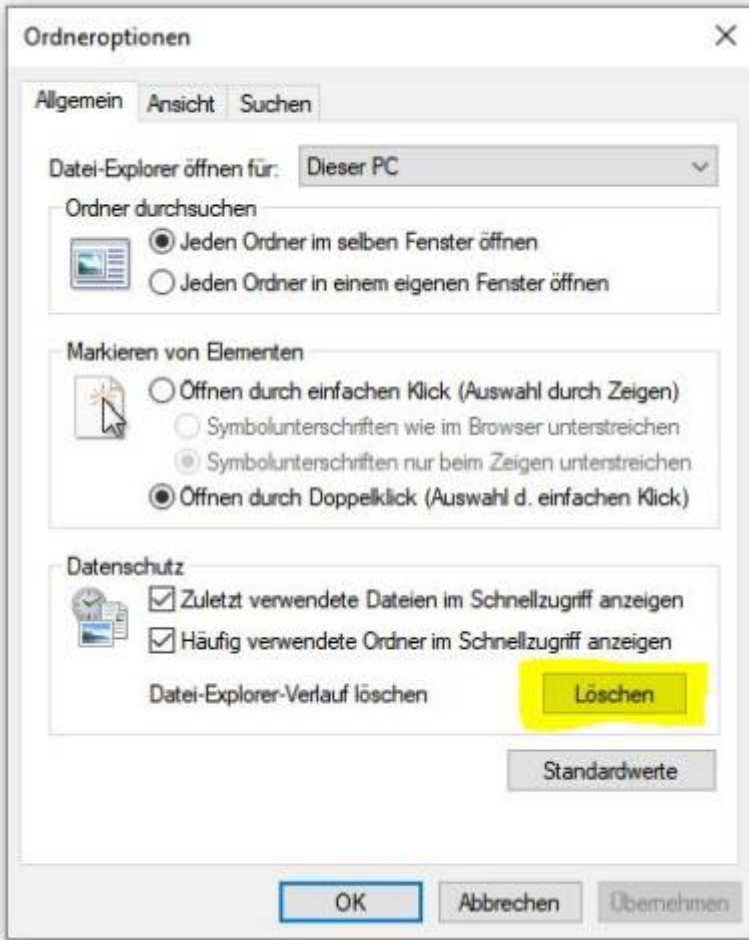 Ordneroptionen
Allgemein Ansicht Suchen
Datei-Explorer öffnen für: Dieser PC
Ordner durchsuchen
Jeden Ordner im selben Fenster öffnen
Jeden Ordner in einem eigenen Fenster öffnen
Markieren von Elementen
Öffnen durch einfachen Klick (Auswahl durch Zeigen)
Symbolunterschriften wie im Browser unterstreichen
Symbolunterschriften nur beim Zeigen unterstreichen
Öffnen durch Doppelklick (Auswahl d. einfachen Klick)
Datenschutz
Zuletzt verwendete Dateien im Schnellzugriff anzeigen
Häufig verwendete Ordner im Schnellzugriff anzeigen
Datei-Explorer-Verlauf löschen Löschen
Standardwerte
OK Abbrechen Übernehmen